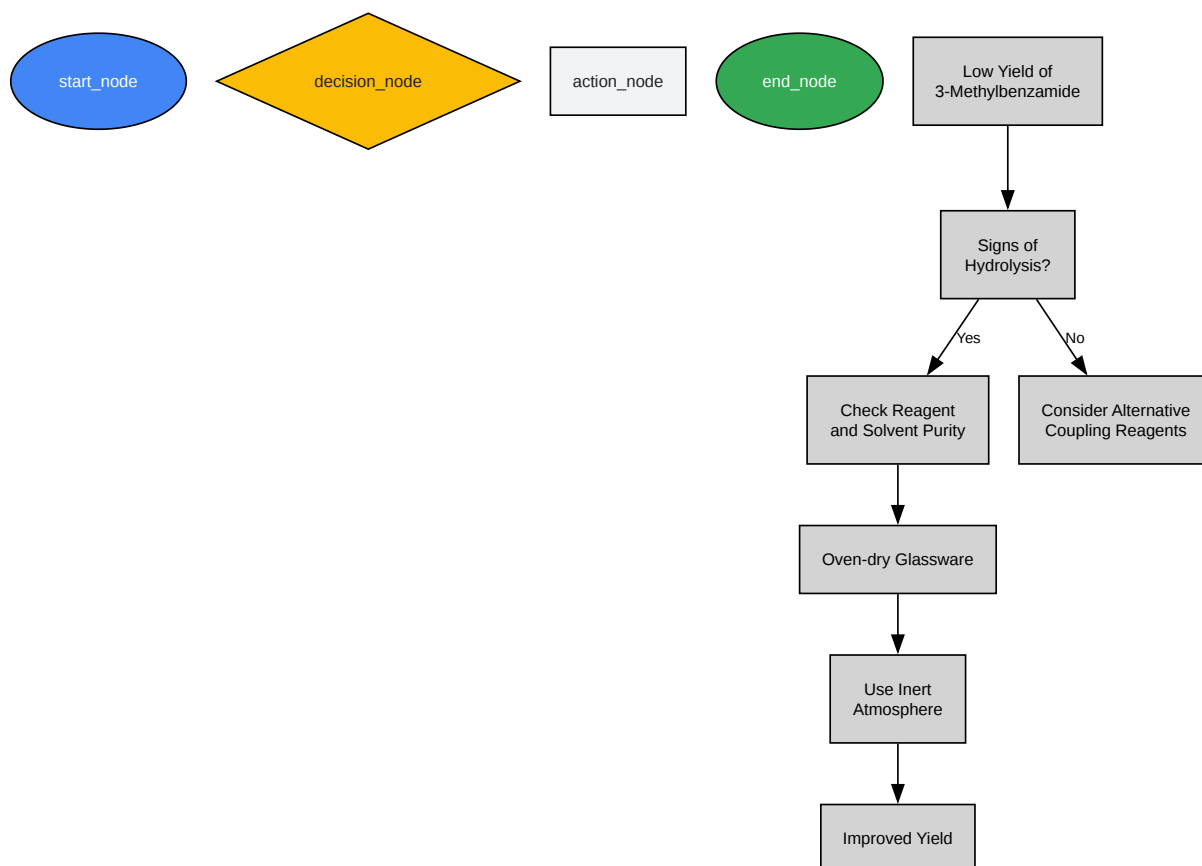 start_node
decision_node
action_node
end_node
Low Yield of
3-Methylbenzamide
Signs of
Hydrolysis?
Yes
No
Check Reagent
and Solvent Purity
Consider Alternative
Coupling Reagents
Oven-dry Glassware
Use Inert
Atmosphere
Improved Yield